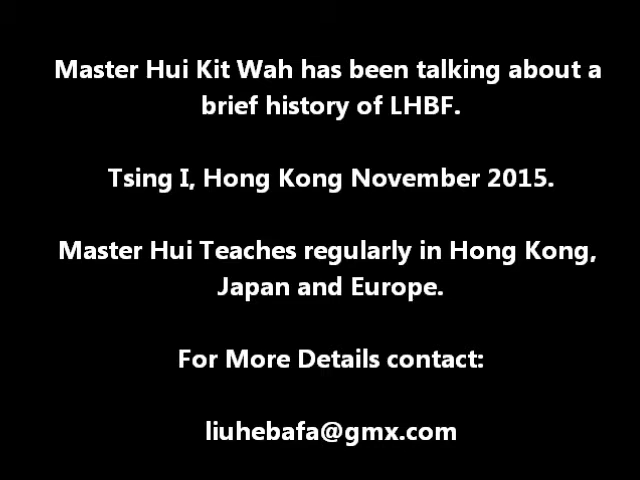 Master Hui Kit Wah has been talking about a
brief history of LHBF.
Tsing I, Hong Kong November 2015.
Master Hui Teaches regularly in Hong Kong,
Japan and Europe.
For More Details contact:
liuhebafa@gmx.com